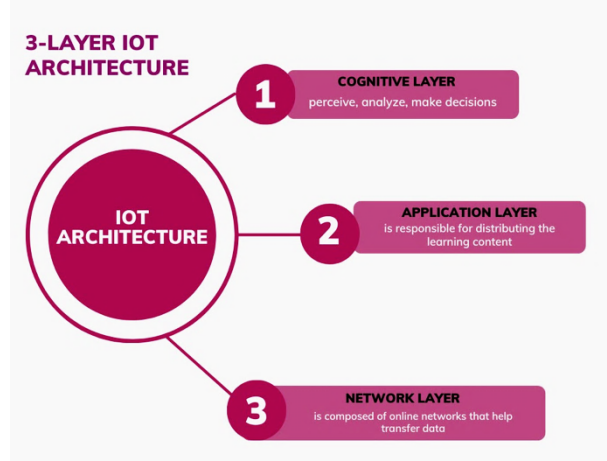 3-LAYER IOT
ARCHITECTURE
IOT
ARCHITECTURE
1
COGNITIVE LAYER
perceive, analyze, make decisions
2
APPLICATION LAYER
is responsible for distributing the
learning content
3
NETWORK LAYER
is composed of online networks that help
transfer data